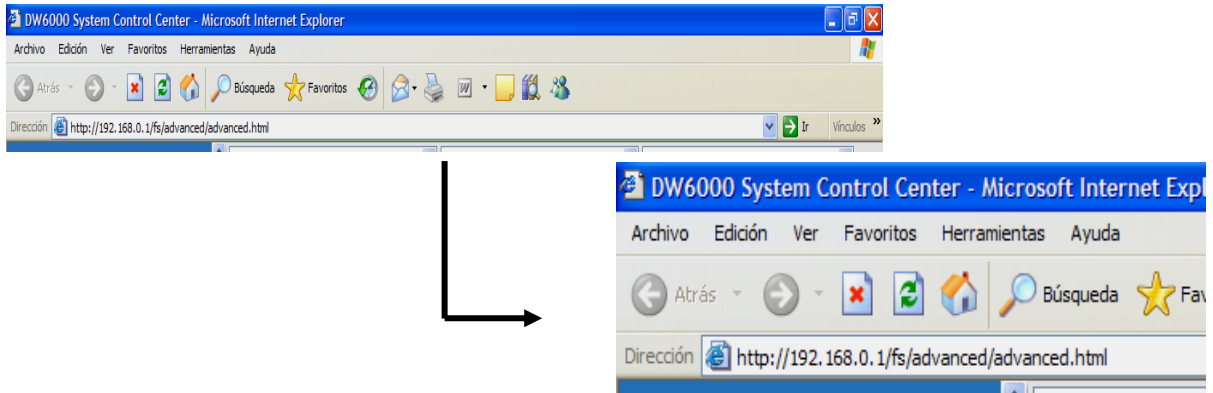 DW6000 System Control Center - Microsoft Internet Explorer
Archivo Edición Ver Favoritos Herramientas Ayuda
Atrás Búsqueda Favoritos
Dirección http://192.168.0.1/fs/advanced/advanced.html Ir Vínculos »
DW6000 System Control Center - Microsoft Internet Expl
Archivo Edición Ver Favoritos Herramientas Ayuda
Atrás Búsqueda Fav
Dirección http://192.168.0.1/fs/advanced/advanced.html